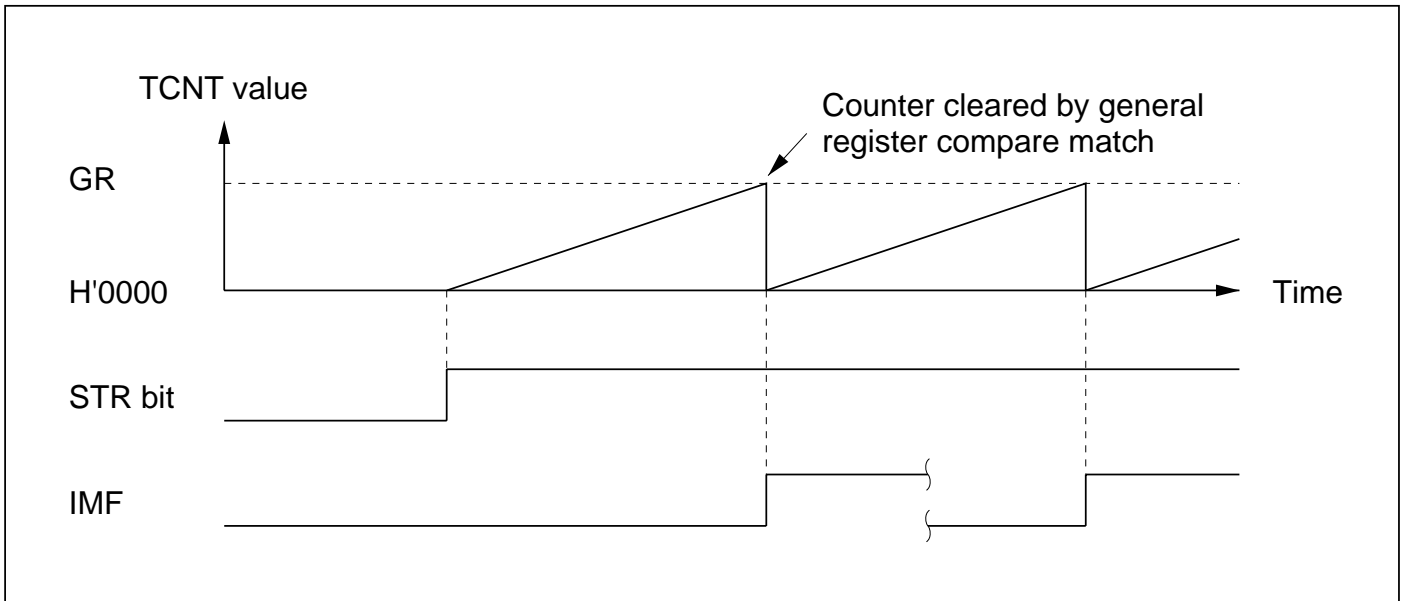 TCNT value
Counter cleared by general
register compare match
GR
H'0000
Time
STR bit
IMF